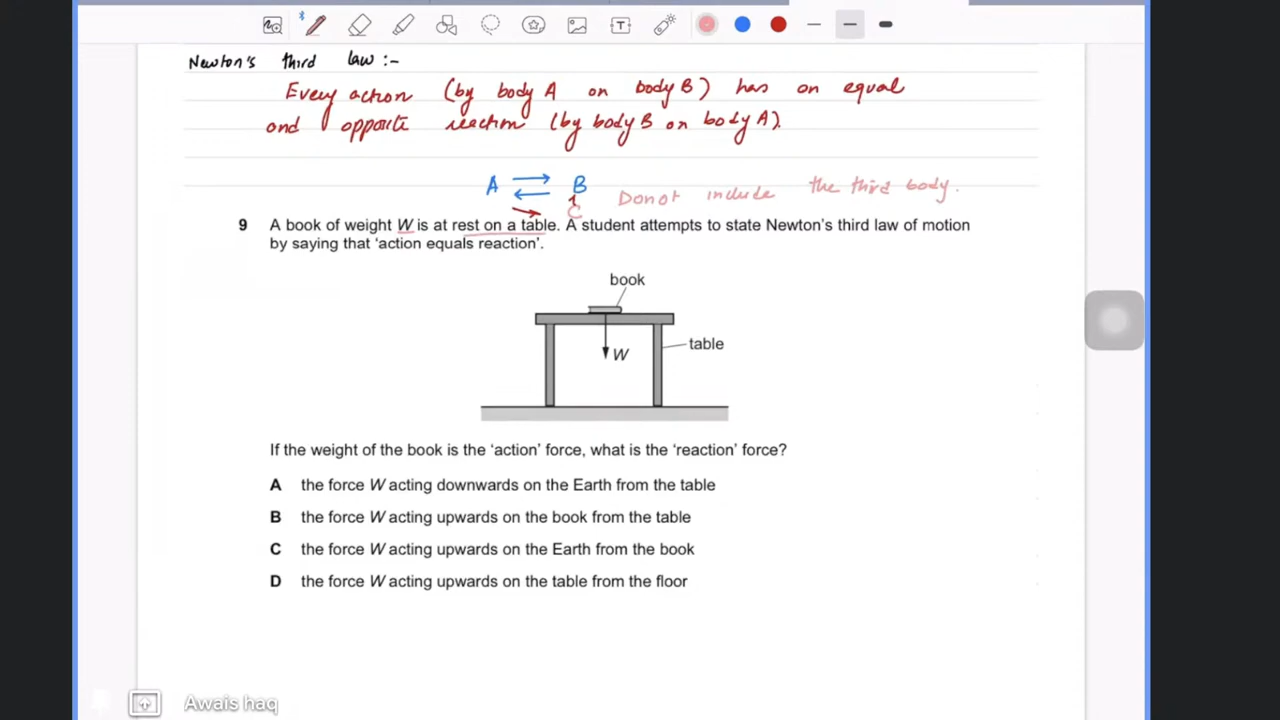 Newton's third law :-
Every action (by body A on body B) has an equal
and opposite reaction (by body B on body A).
A B Do not include the third body.
C
9 A book of weight W is at rest on a table. A student attempts to state Newton's third law of motion
by saying that 'action equals reaction'.
book
W
table
If the weight of the book is the 'action' force, what is the 'reaction' force?
A the force W acting downwards on the Earth from the table
B the force W acting upwards on the book from the table
C the force W acting upwards on the Earth from the book
D the force W acting upwards on the table from the floor
Awais haq